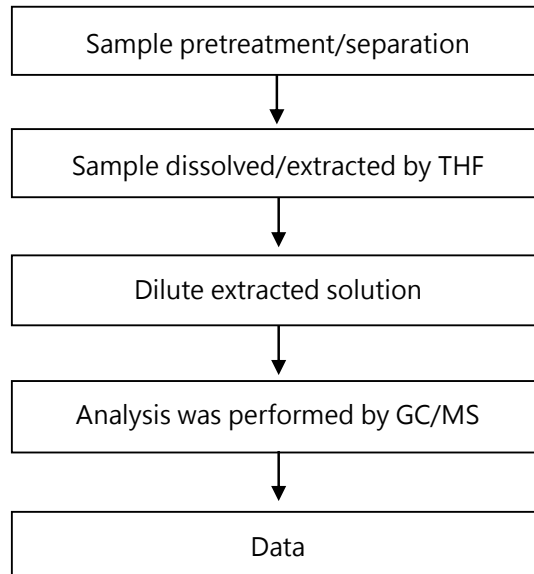 Sample pretreatment/separation
Sample dissolved/extracted by THF
Dilute extracted solution
Analysis was performed by GC/MS
Data